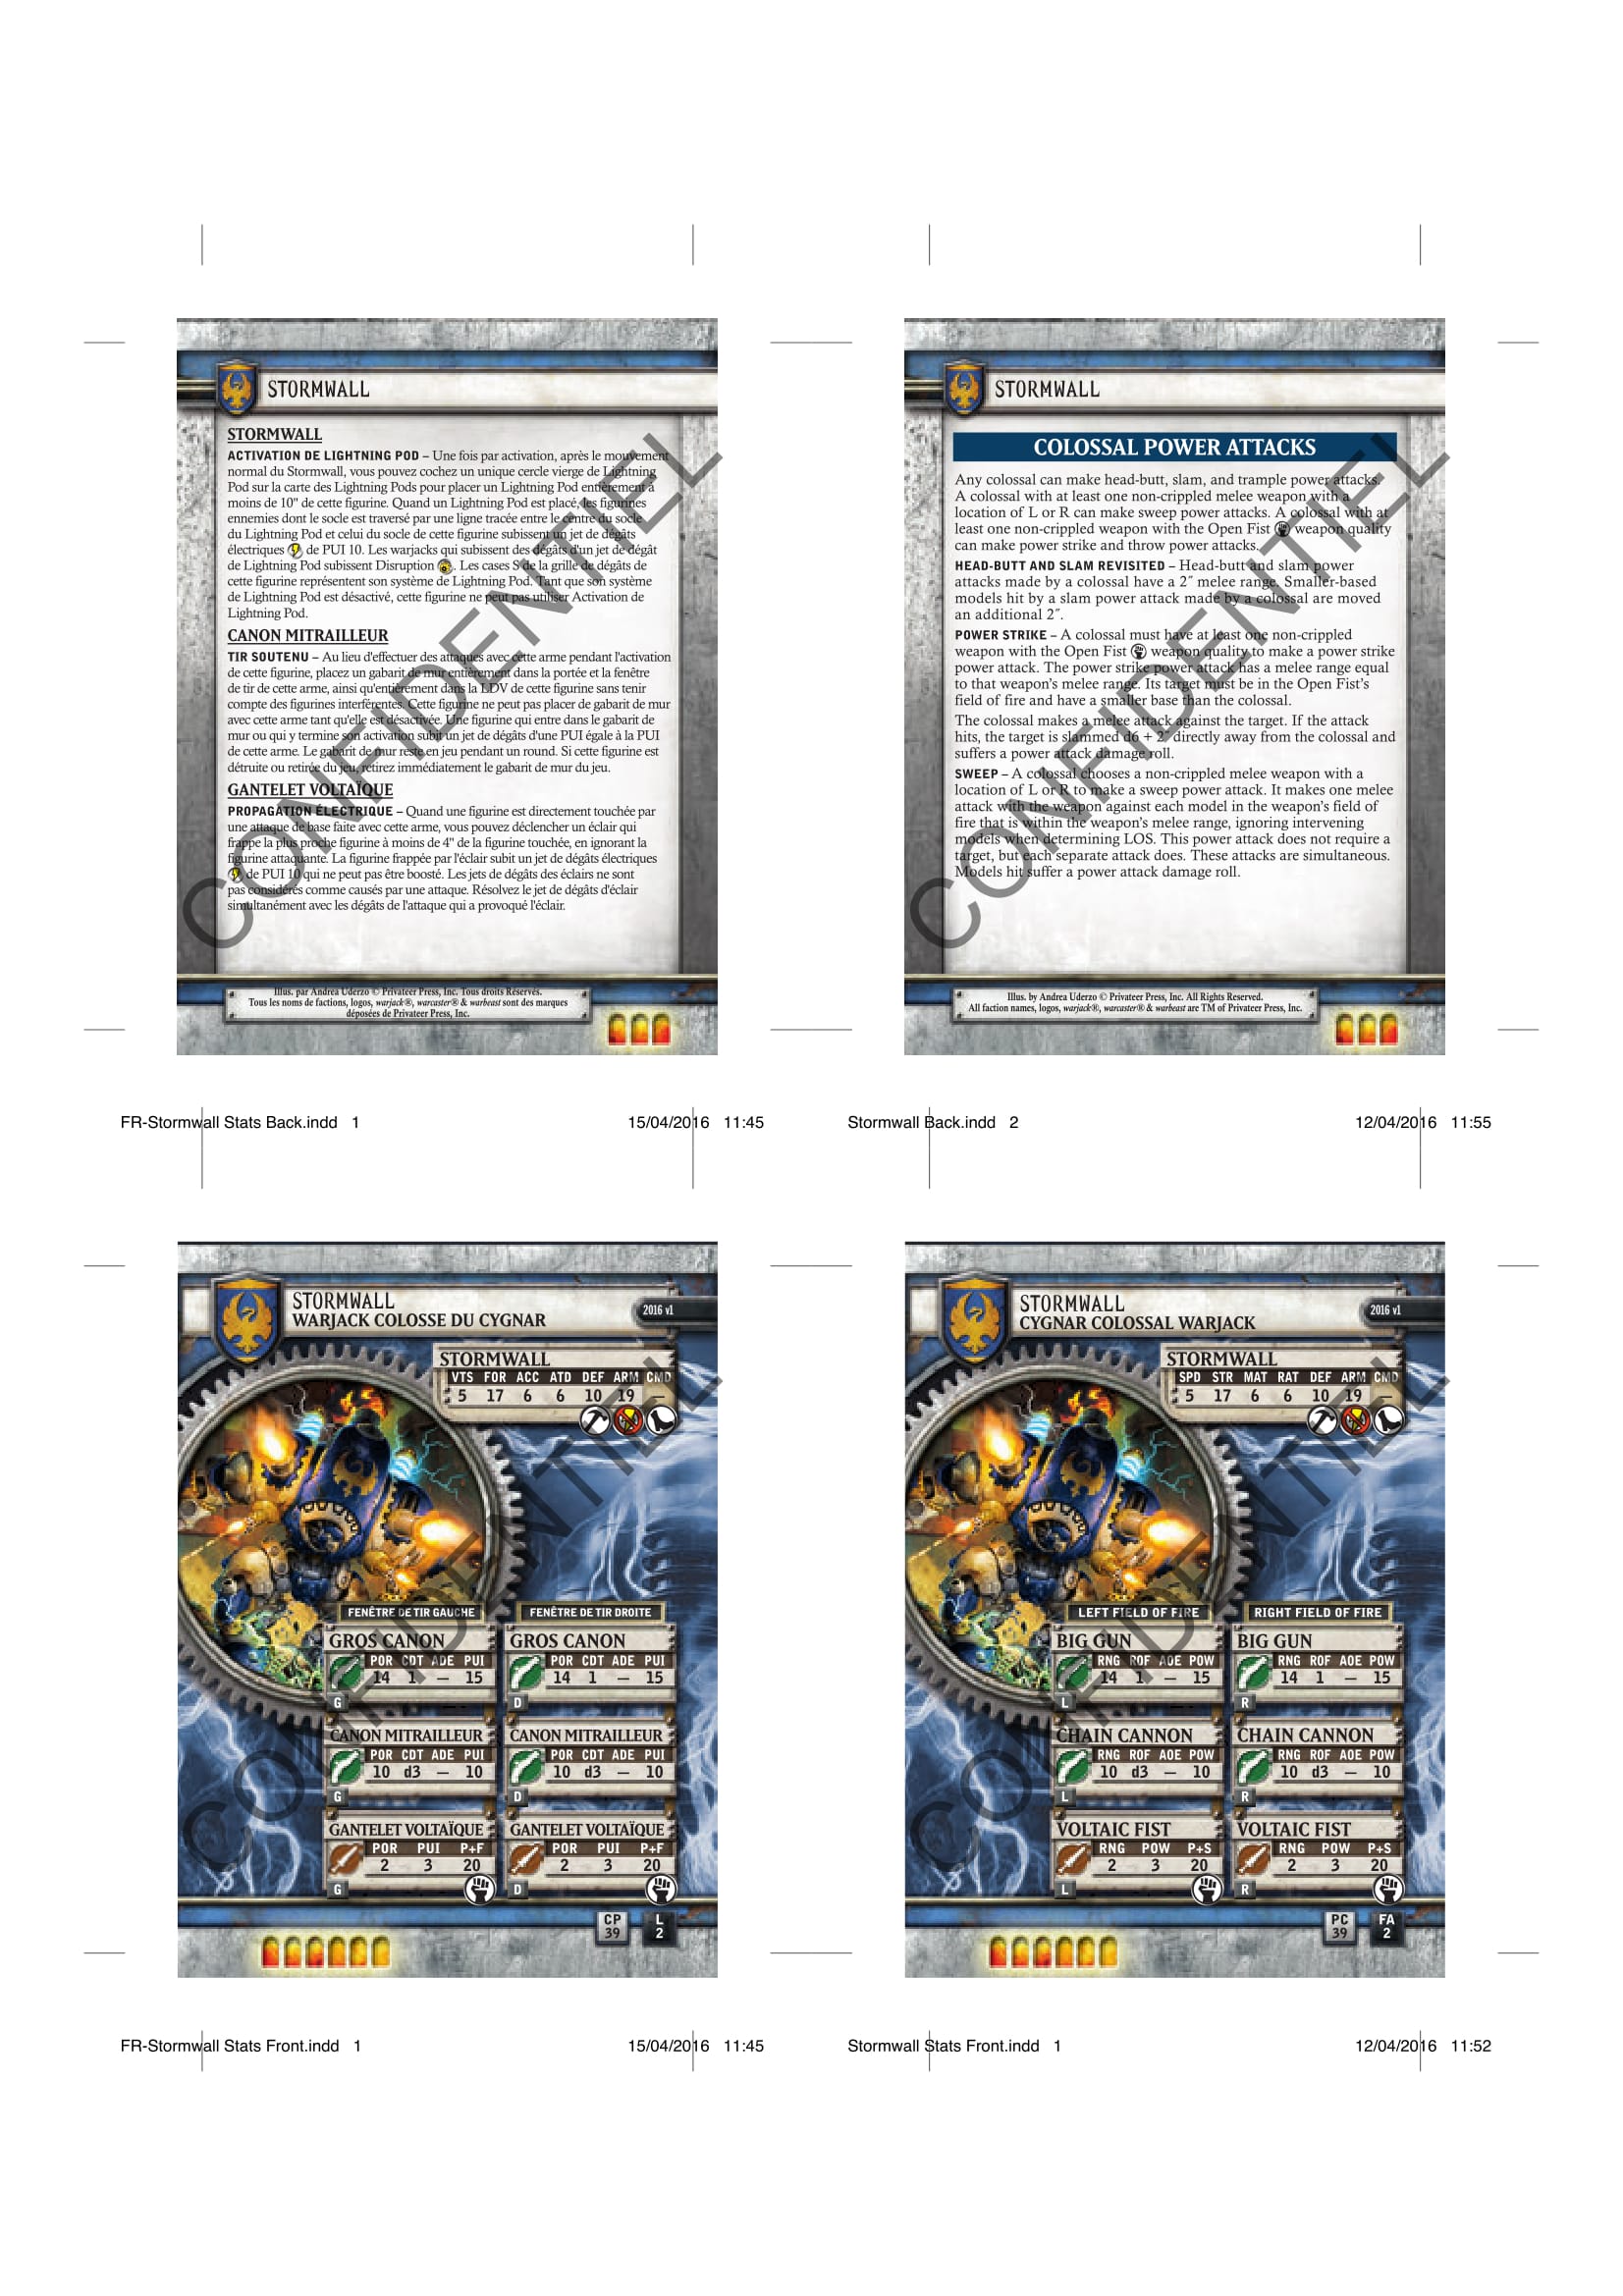 STORMWALL
STORMWALL
ACTIVATION DE LIGHTNING POD – Une fois par activation, après le mouvement
normal du Stormwall, vous pouvez cochez un unique cercle vierge de Lightning
Pod sur la carte des Lightning Pods pour placer un Lightning Pod entièrement à
moins de 10" de cette figurine. Quand un Lightning Pod est placé, les figurines
ennemies dont le socle est traversé par une ligne tracée entre le centre du socle
du Lightning Pod et celui du socle de cette figurine subissent un jet de dégâts
électriques de PUI 10. Les warjacks qui subissent des dégâts d'un jet de dégât
de Lightning Pod subissent Disruption . Les cases S de la grille de dégâts de
cette figurine représentent son système de Lightning Pod. Tant que son système
de Lightning Pod est désactivé, cette figurine ne peut pas utiliser Activation de
Lightning Pod.
CANON MITRAILLEUR
TIR SOUTENU – Au lieu d'effectuer des attaques avec cette arme pendant l'activation
de cette figurine, placez un gabarit de mur entièrement dans la portée et la fenêtre
de tir de cette arme, ainsi qu'entièrement dans la LDV de cette figurine sans tenir
compte des figurines interférentes. Cette figurine ne peut pas placer de gabarit de mur
avec cette arme tant qu'elle est désactivée. Une figurine qui entre dans le gabarit de
mur ou qui y termine son activation subit un jet de dégâts d'une PUI égale à la PUI
de cette arme. Le gabarit de mur reste en jeu pendant un round. Si cette figurine est
détruite ou retirée du jeu, retirez immédiatement le gabarit de mur du jeu.
GANTELET VOLTAÏQUE
PROPAGATION ÉLECTRIQUE – Quand une figurine est directement touchée par
une attaque de base faite avec cette arme, vous pouvez déclencher un éclair qui
frappe la plus proche figurine à moins de 4" de la figurine touchée, en ignorant la
figurine attaquante. La figurine frappée par l'éclair subit un jet de dégâts électriques
de PUI 10 qui ne peut pas être boosté. Les jets de dégâts des éclairs ne sont
pas considérés comme causés par une attaque. Résolvez le jet de dégâts d'éclair
simultanément avec les dégâts de l'attaque qui a provoqué l'éclair.
Illus. par Andrea Uderzo © Privateer Press, Inc. Tous droits Réservés.
Tous les noms de factions, logos, warjack®, warcaster® & warbeast sont des marques
déposées de Privateer Press, Inc.
CONFIDENTIEL
FR-Stormwall Stats Back.indd 1 15/04/2016 11:45
STORMWALL
COLOSSAL POWER ATTACKS
Any colossal can make head-butt, slam, and trample power attacks.
A colossal with at least one non-crippled melee weapon with a
location of L or R can make sweep power attacks. A colossal with at
least one non-crippled weapon with the Open Fist weapon quality
can make power strike and throw power attacks.
HEAD-BUTT AND SLAM REVISITED – Head-butt and slam power
attacks made by a colossal have a 2˝ melee range. Smaller-based
models hit by a slam power attack made by a colossal are moved
an additional 2˝.
POWER STRIKE – A colossal must have at least one non-crippled
weapon with the Open Fist weapon quality to make a power strike
power attack. The power strike power attack has a melee range equal
to that weapon’s melee range. Its target must be in the Open Fist’s
field of fire and have a smaller base than the colossal.
The colossal makes a melee attack against the target. If the attack
hits, the target is slammed d6 + 2˝ directly away from the colossal and
suffers a power attack damage roll.
SWEEP – A colossal chooses a non-crippled melee weapon with a
location of L or R to make a sweep power attack. It makes one melee
attack with the weapon against each model in the weapon’s field of
fire that is within the weapon’s melee range, ignoring intervening
models when determining LOS. This power attack does not require a
target, but each separate attack does. These attacks are simultaneous.
Models hit suffer a power attack damage roll.
Illus. by Andrea Uderzo © Privateer Press, Inc. All Rights Reserved.
All faction names, logos, warjack®, warcaster® & warbeast are TM of Privateer Press, Inc.
CONFIDENTIEL
Stormwall Back.indd 2 12/04/2016 11:55
STORMWALL
WARJACK COLOSSE DU CYGNAR
2016 v1
STORMWALL
VTS FOR ACC ATD DEF ARM CMD
5 17 6 6 10 19 —
FENÊTRE DE TIR GAUCHE FENÊTRE DE TIR DROITE
GROS CANON GROS CANON
POR CDT ADE PUI POR CDT ADE PUI
14 1 — 15 14 1 — 15
G D
CANON MITRAILLEUR CANON MITRAILLEUR
POR CDT ADE PUI POR CDT ADE PUI
10 d3 — 10 10 d3 — 10
G D
GANTELET VOLTAÏQUE GANTELET VOLTAÏQUE
POR PUI P+F POR PUI P+F
2 3 20 2 3 20
G D
CP L
39 2
CONFIDENTIEL
FR-Stormwall Stats Front.indd 1 15/04/2016 11:45
STORMWALL
CYGNAR COLOSSAL WARJACK
2016 v1
STORMWALL
SPD STR MAT RAT DEF ARM CMD
5 17 6 6 10 19 —
LEFT FIELD OF FIRE RIGHT FIELD OF FIRE
BIG GUN BIG GUN
RNG ROF AOE POW RNG ROF AOE POW
14 1 — 15 14 1 — 15
L R
CHAIN CANNON CHAIN CANNON
RNG ROF AOE POW RNG ROF AOE POW
10 d3 — 10 10 d3 — 10
L R
VOLTAIC FIST VOLTAIC FIST
RNG POW P+S RNG POW P+S
2 3 20 2 3 20
L R
PC FA
39 2
CONFIDENTIEL
Stormwall Stats Front.indd 1 12/04/2016 11:52